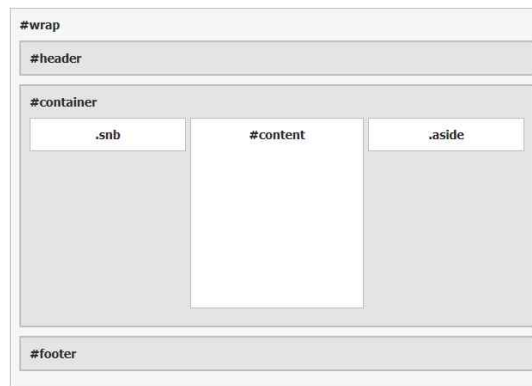 #wrap
#header
#container
.snb
#content
.aside
#footer